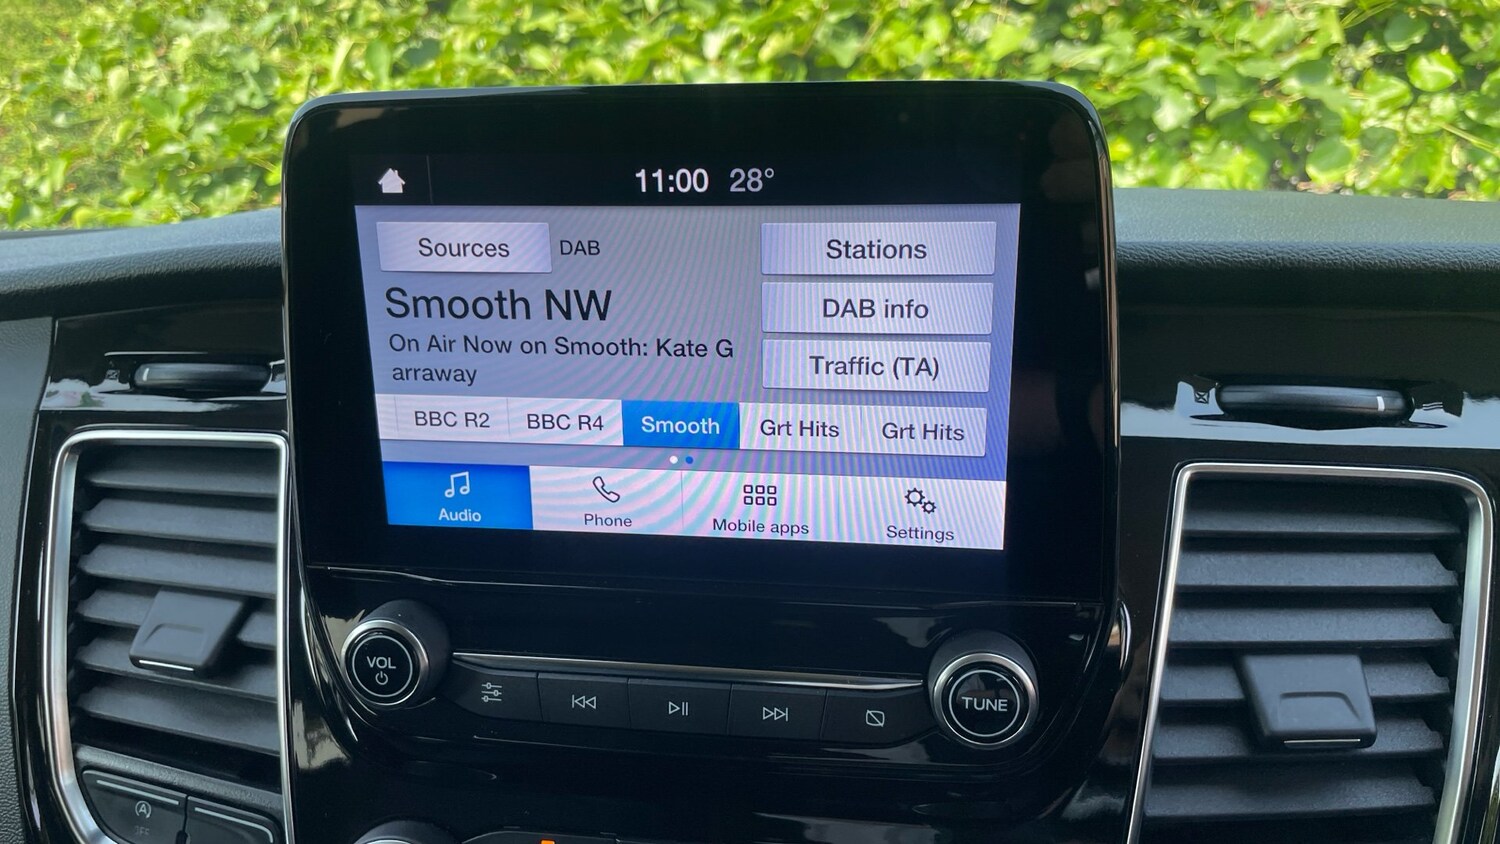 11:00 28°
Sources
DAB
Stations
Smooth NW
DAB info
On Air Now on Smooth: Kate G
arraway
Traffic (TA)
BBC R2
BBC R4
Smooth
Grt Hits
Grt Hits
Audio
Phone
Mobile apps
Settings
VOL
TUNE
A
OFF